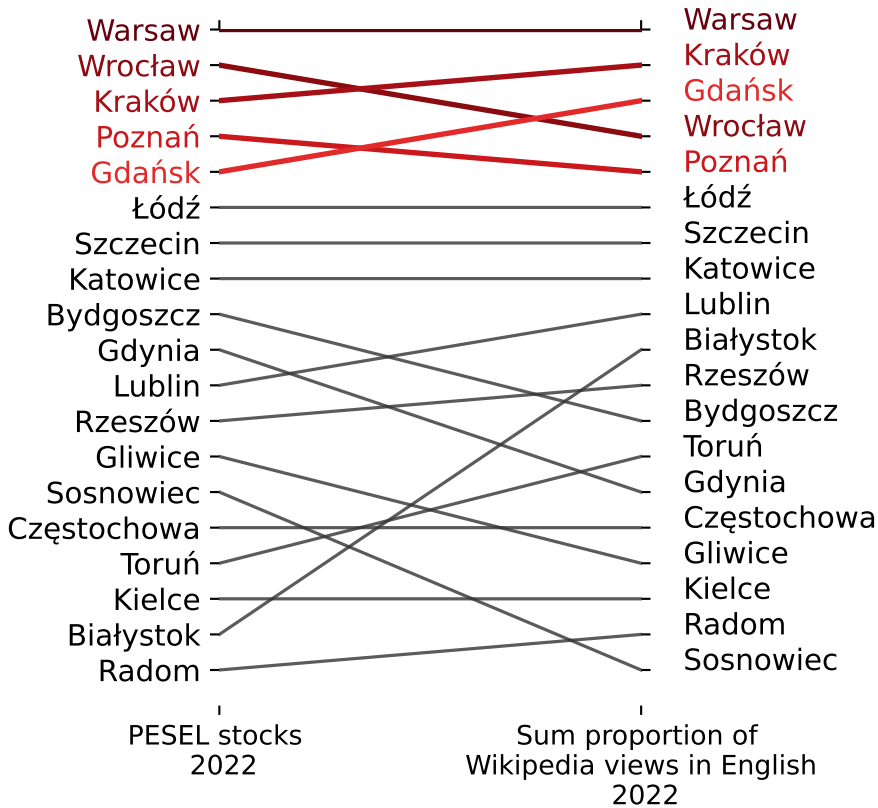 Warsaw
Wrocław
Kraków
Poznań
Gdańsk
Łódź
Szczecin
Katowice
Bydgoszcz
Gdynia
Lublin
Rzeszów
Gliwice
Sosnowiec
Częstochowa
Toruń
Kielce
Białystok
Radom
Warsaw
Kraków
Gdańsk
Wrocław
Poznań
Łódź
Szczecin
Katowice
Lublin
Białystok
Rzeszów
Bydgoszcz
Toruń
Gdynia
Częstochowa
Gliwice
Kielce
Radom
Sosnowiec
PESEL stocks
2022
Sum proportion of
Wikipedia views in English
2022